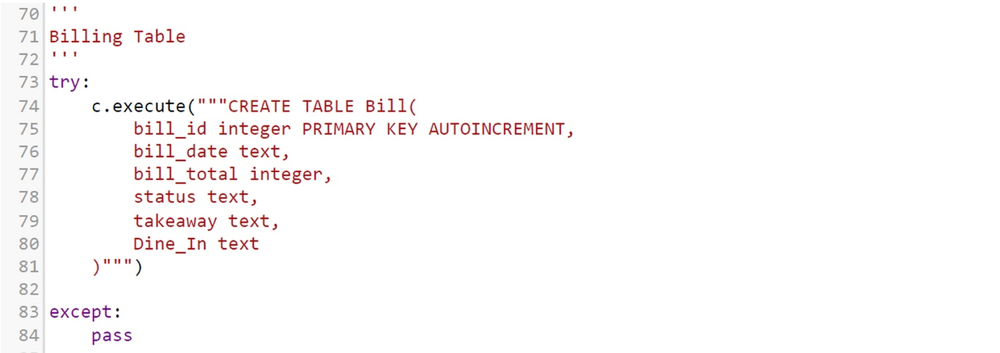 70 '''
71 Billing Table
72 '''
73 try:
74     c.execute("""CREATE TABLE Bill(
75         bill_id integer PRIMARY KEY AUTOINCREMENT,
76         bill_date text,
77         bill_total integer,
78         status text,
79         takeaway text,
80         Dine_In text
81     )""")
82
83 except:
84     pass